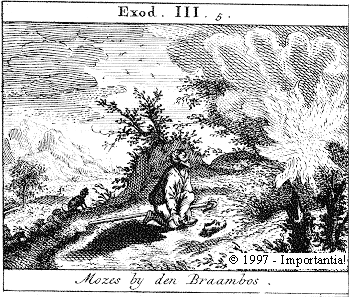 Exod. III. 5.
© 1997 - Importantia
Mozes by den Braambos.